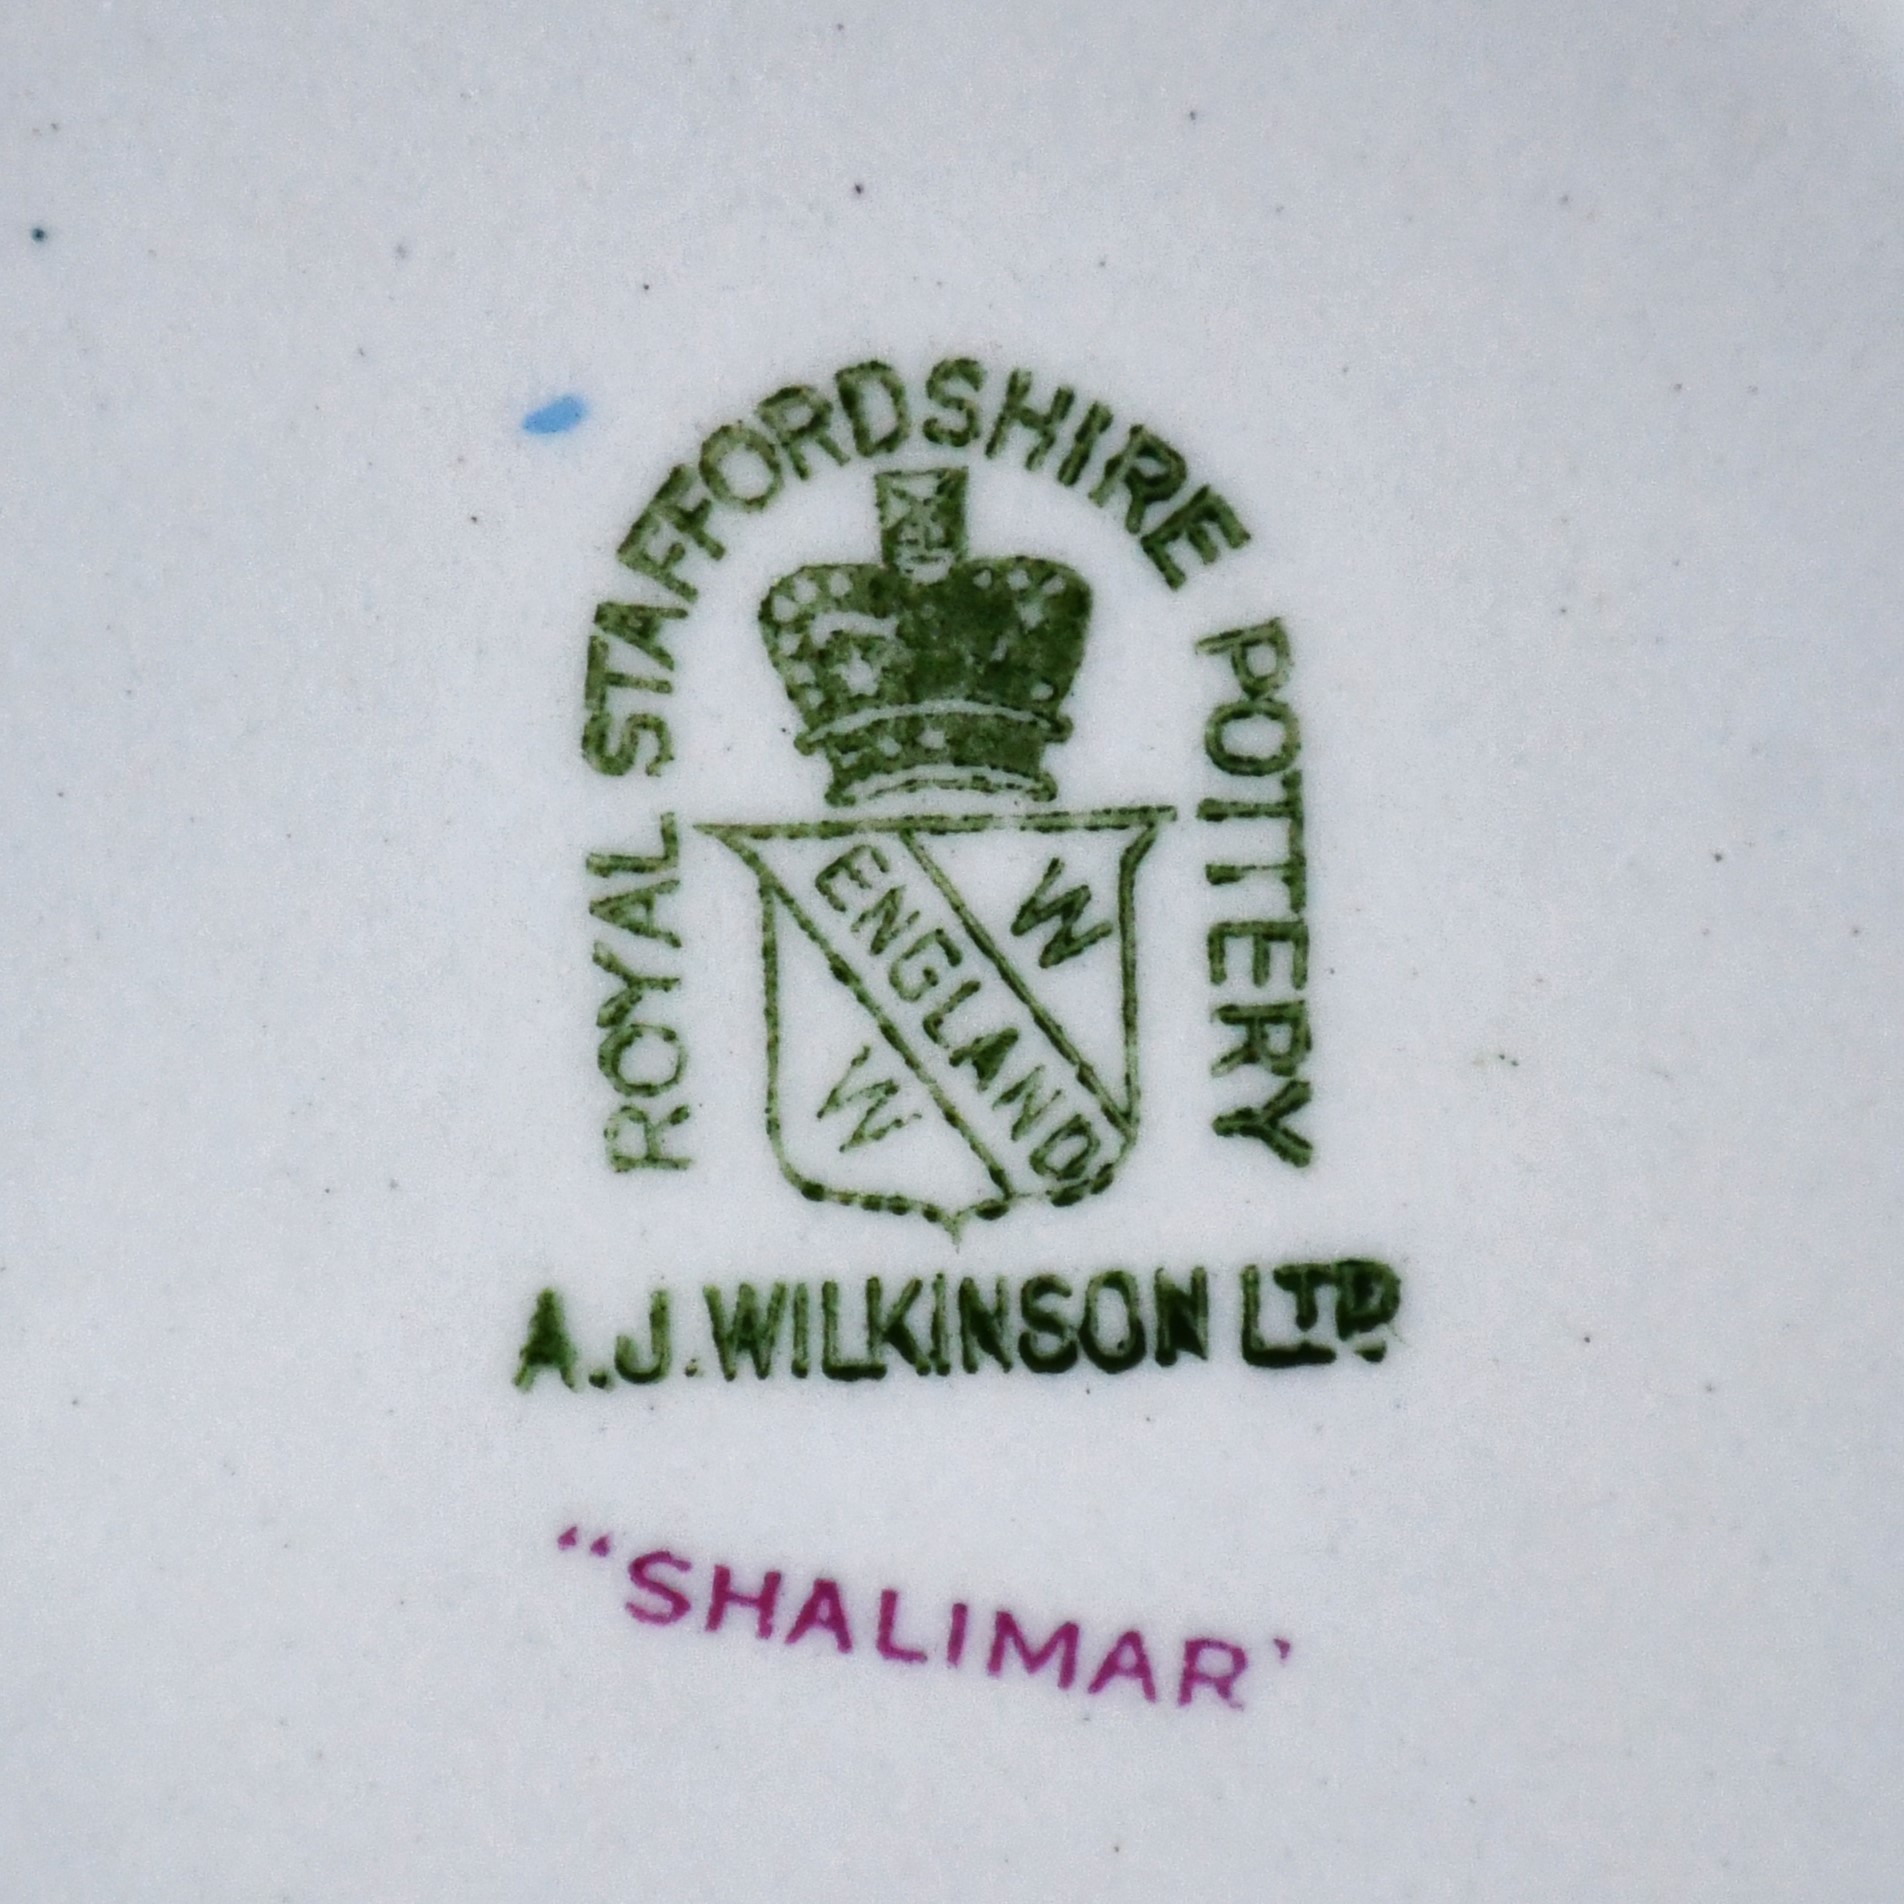 ROYAL STAFFORDSHIRE POTTERY
W
ENGLAND
W
A.J. WILKINSON LTD
“SHALIMAR’